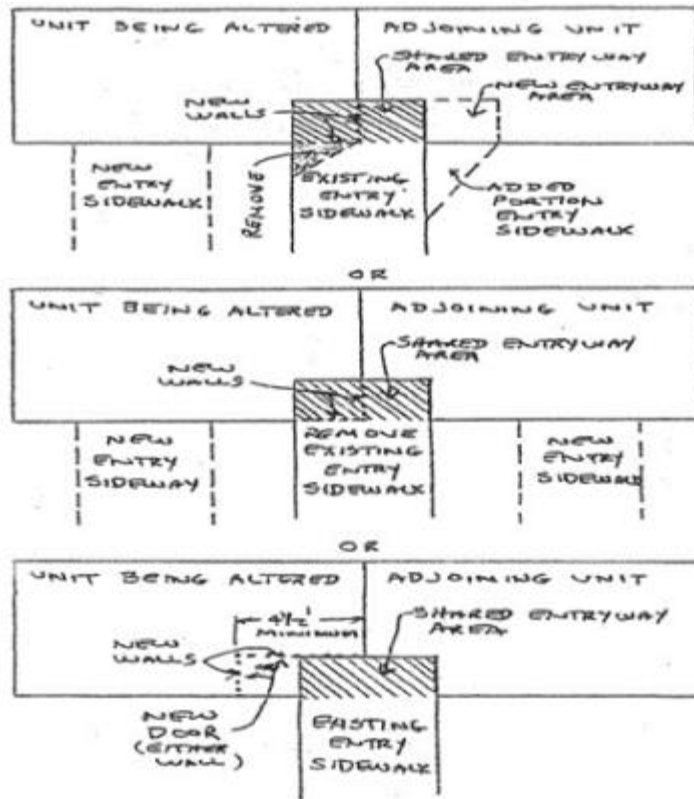 UNIT BEING ALTERED
ADJOINING UNIT
SHARED ENTRYWAY
AREA
NEW ENTRYWAY
AREA
NEW
WALLS
NEW
ENTRY
SIDEWALK
REMOVE
EXISTING
ENTRY
SIDEWALK
ADDED
PORTION
ENTRY
SIDEWALK
OR
UNIT BEING ALTERED
ADJOINING UNIT
SHARED ENTRYWAY
AREA
NEW
WALLS
NEW
ENTRY
SIDEWAY
REMOVE
EXISTING
ENTRY
SIDEWALK
NEW
ENTRY
SIDEWALK
OR
UNIT BEING ALTERED
ADJOINING UNIT
4½'
MINIMUM
SHARED ENTRYWAY
AREA
NEW
WALLS
NEW
DOOR
(EITHER
WALL)
EXISTING
ENTRY
SIDEWALK